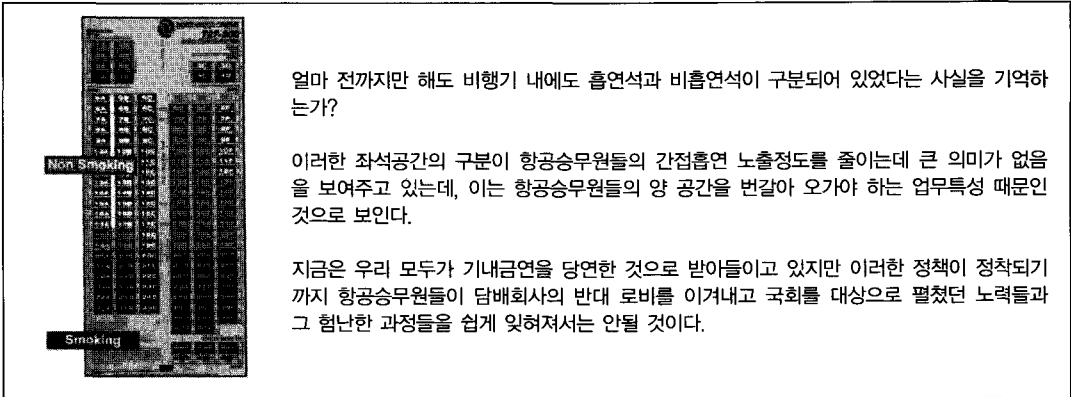 얼마 전까지만 해도 비행기 내에도 흡연석과 비흡연석이 구분되어 있었다는 사실을 기억하
는가?
이러한 좌석공간의 구분이 항공승무원들의 간접흡연 노출정도를 줄이는데 큰 의미가 없음
을 보여주고 있는데, 이는 항공승무원들의 양 공간을 번갈아 오가야 하는 업무특성 때문인
것으로 보인다.
지금은 우리 모두가 기내금연을 당연한 것으로 받아들이고 있지만 이러한 정책이 정착되기
까지 항공승무원들이 담배회사의 반대 로비를 이겨내고 국회를 대상으로 펼쳤던 노력들과
그 험난한 과정들을 쉽게 잊혀져서는 안될 것이다.
Non Smoking
Smoking